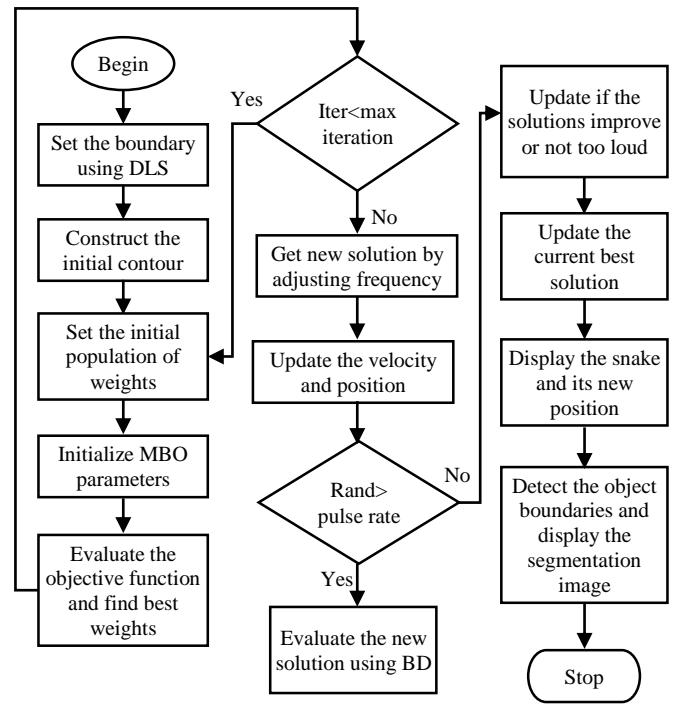 Begin
Set the boundary
using DLS
Construct the
initial contour
Set the initial
population of
weights
Initialize MBO
parameters
Evaluate the
objective function
and find best
weights
Yes
Iter<max
iteration
No
Get new solution by
adjusting frequency
Update the velocity
and position
Rand>
pulse rate
No
Yes
Evaluate the new
solution using BD
Update if the
solutions improve
or not too loud
Update the
current best
solution
Display the snake
and its new
position
Detect the object
boundaries and
display the
segmentation
image
Stop